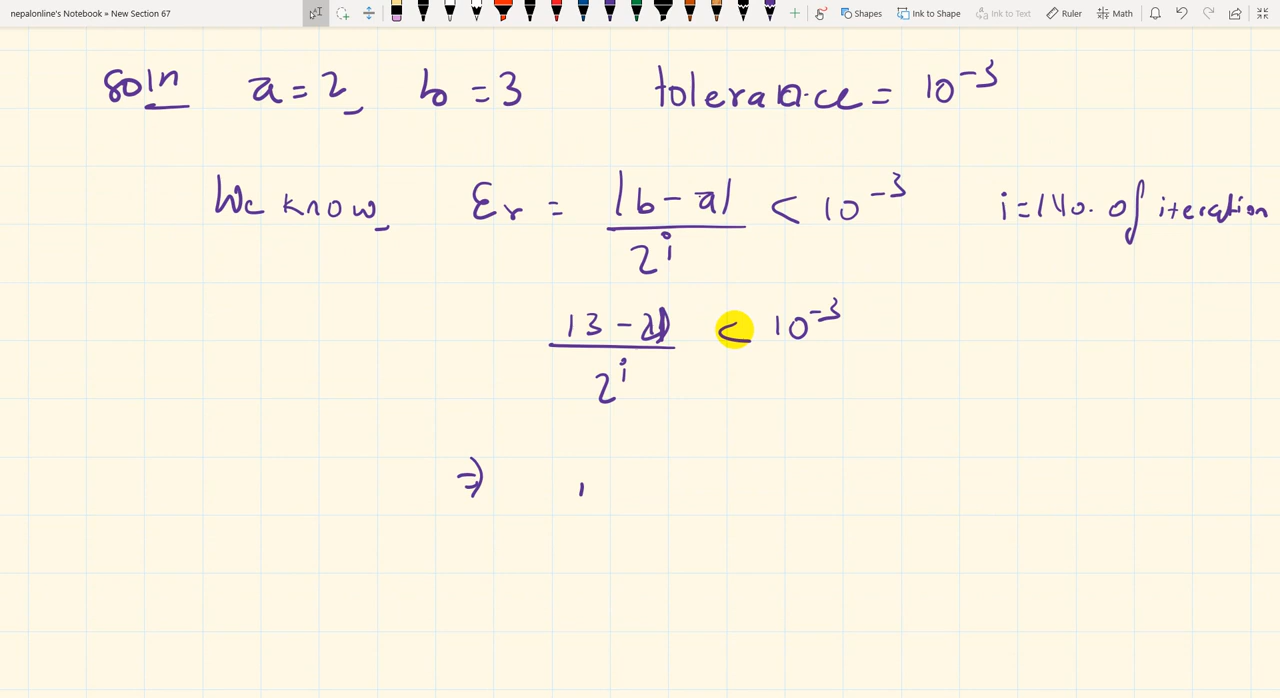 nepalonline's Notebook » New Section 67
Shapes Ink to Shape Ink to Text Ruler Math
soln a = 2, b = 3 tolerance = 10^-3
We know, Er = |b - a| / 2^i < 10^-3 i = No. of iteration
|3 - 2| / 2^i < 10^-3
⇒